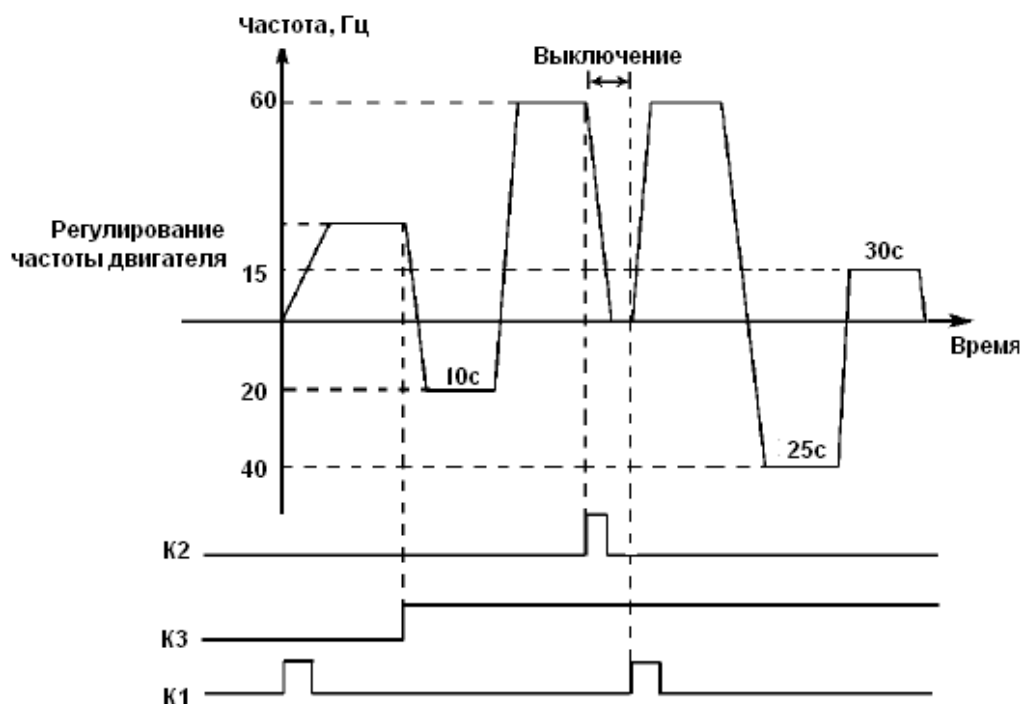 Частота, Гц
Выключение
60
Регулирование
частоты двигателя
15
30с
Время
10с
20
25с
40
К2
К3
К1